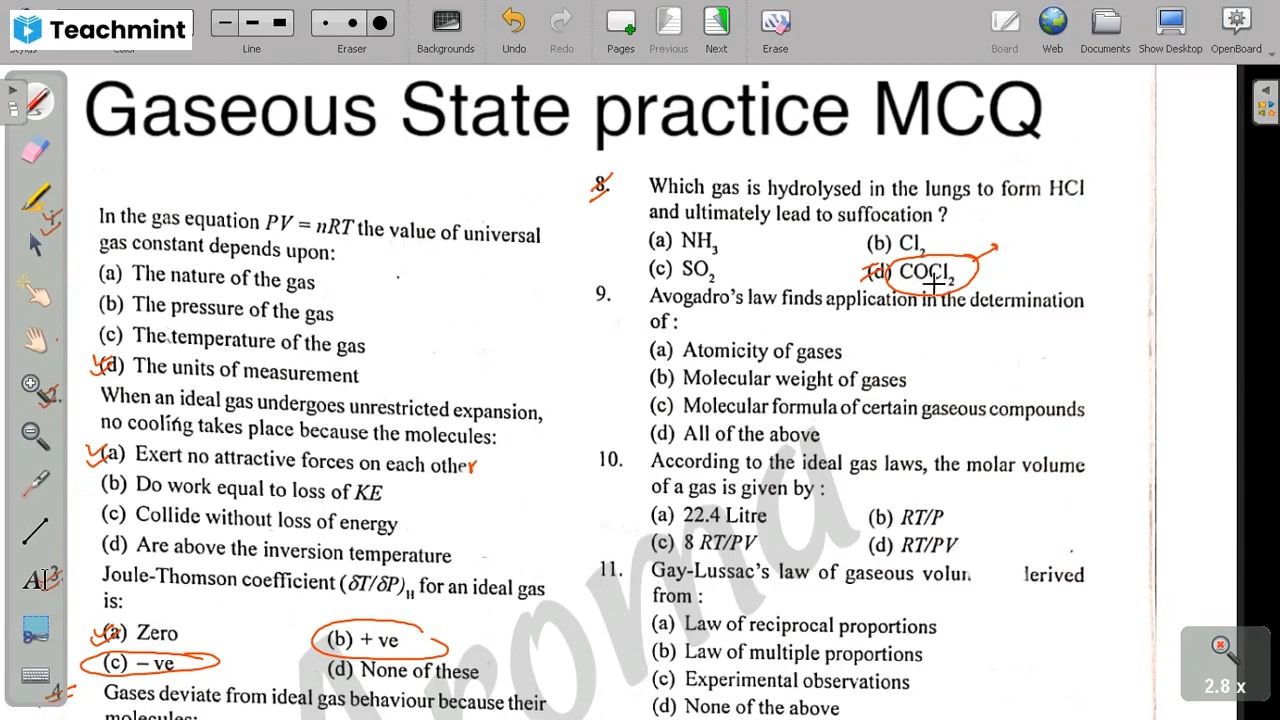 Teachmint
Line
Eraser
Backgrounds
Undo
Redo
Pages
Previous
Next
Erase
Board
Web
Documents
Show Desktop
OpenBoard
Gaseous State practice MCQ
In the gas equation PV = nRT the value of universal
gas constant depends upon:
(a) The nature of the gas
(b) The pressure of the gas
(c) The temperature of the gas
(d) The units of measurement
When an ideal gas undergoes unrestricted expansion,
no cooling takes place because the molecules:
(a) Exert no attractive forces on each other
(b) Do work equal to loss of KE
(c) Collide without loss of energy
(d) Are above the inversion temperature
Joule-Thomson coefficient (δT/δP)H for an ideal gas
is:
(a) Zero (b) + ve
(c) – ve (d) None of these
4. Gases deviate from ideal gas behaviour because their
molecules:
8. Which gas is hydrolysed in the lungs to form HCl
and ultimately lead to suffocation ?
(a) NH₃ (b) Cl₂
(c) SO₂ (d) COCl₂
9. Avogadro's law finds application in the determination
of :
(a) Atomicity of gases
(b) Molecular weight of gases
(c) Molecular formula of certain gaseous compounds
(d) All of the above
10. According to the ideal gas laws, the molar volume
of a gas is given by :
(a) 22.4 Litre (b) RT/P
(c) 8 RT/PV (d) RT/PV
11. Gay-Lussac's law of gaseous
from :
(a) Law of reciprocal proportions
(b) Law of multiple proportions
(c) Experimental observations
(d) None of the above
2.8 x